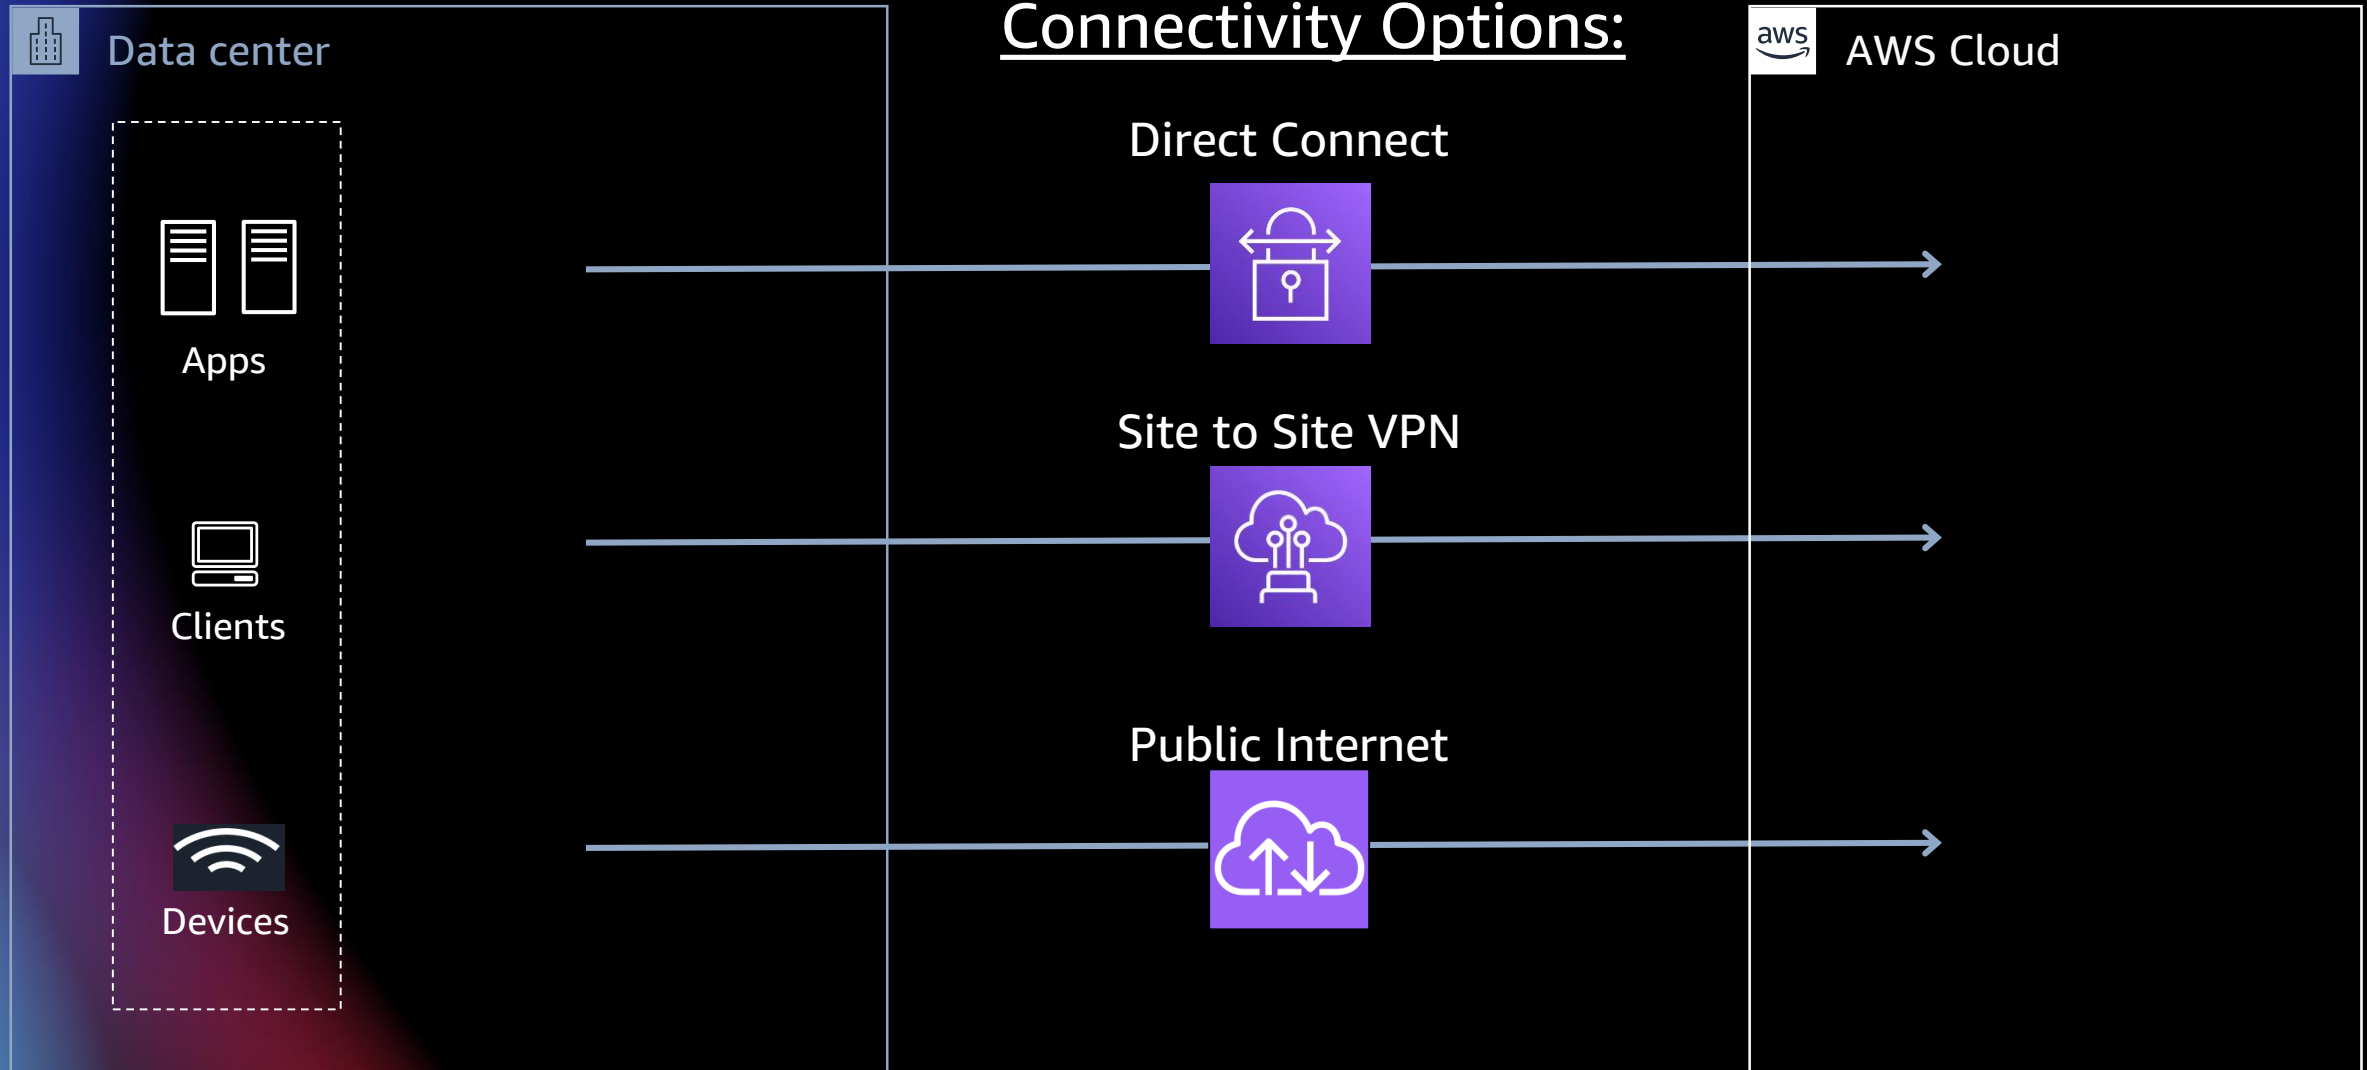 Data center
Connectivity Options:
aws
AWS Cloud
Direct Connect
Apps
Site to Site VPN
Clients
Public Internet
Devices